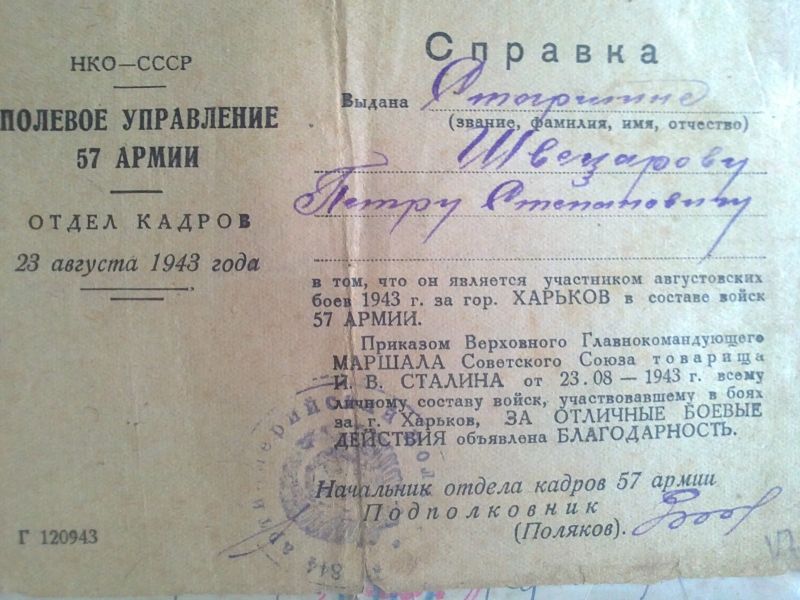 НКО—СССР
ПОЛЕВОЕ УПРАВЛЕНИЕ
57 АРМИИ
ОТДЕЛ КАДРОВ
23 августа 1943 года
Г 120943
Справка
Выдана
(звание, фамилия, имя, отчество)
Швецарову
Петру Степановичу
в том, что он является участником августовских
боев 1943 г. за гор. ХАРЬКОВ в составе войск
57 АРМИИ.
Приказом Верховного Главнокомандующего
МАРШАЛА Советского Союза товарища
И. В. СТАЛИНА от 23.08 — 1943 г. всему
личному составу войск, участвовавшему в боях
за г. Харьков, ЗА ОТЛИЧНЫЕ БОЕВЫЕ
ДЕЙСТВИЯ объявлена БЛАГОДАРНОСТЬ.
Начальник отдела кадров 57 армии
Подполковник
(Поляков).